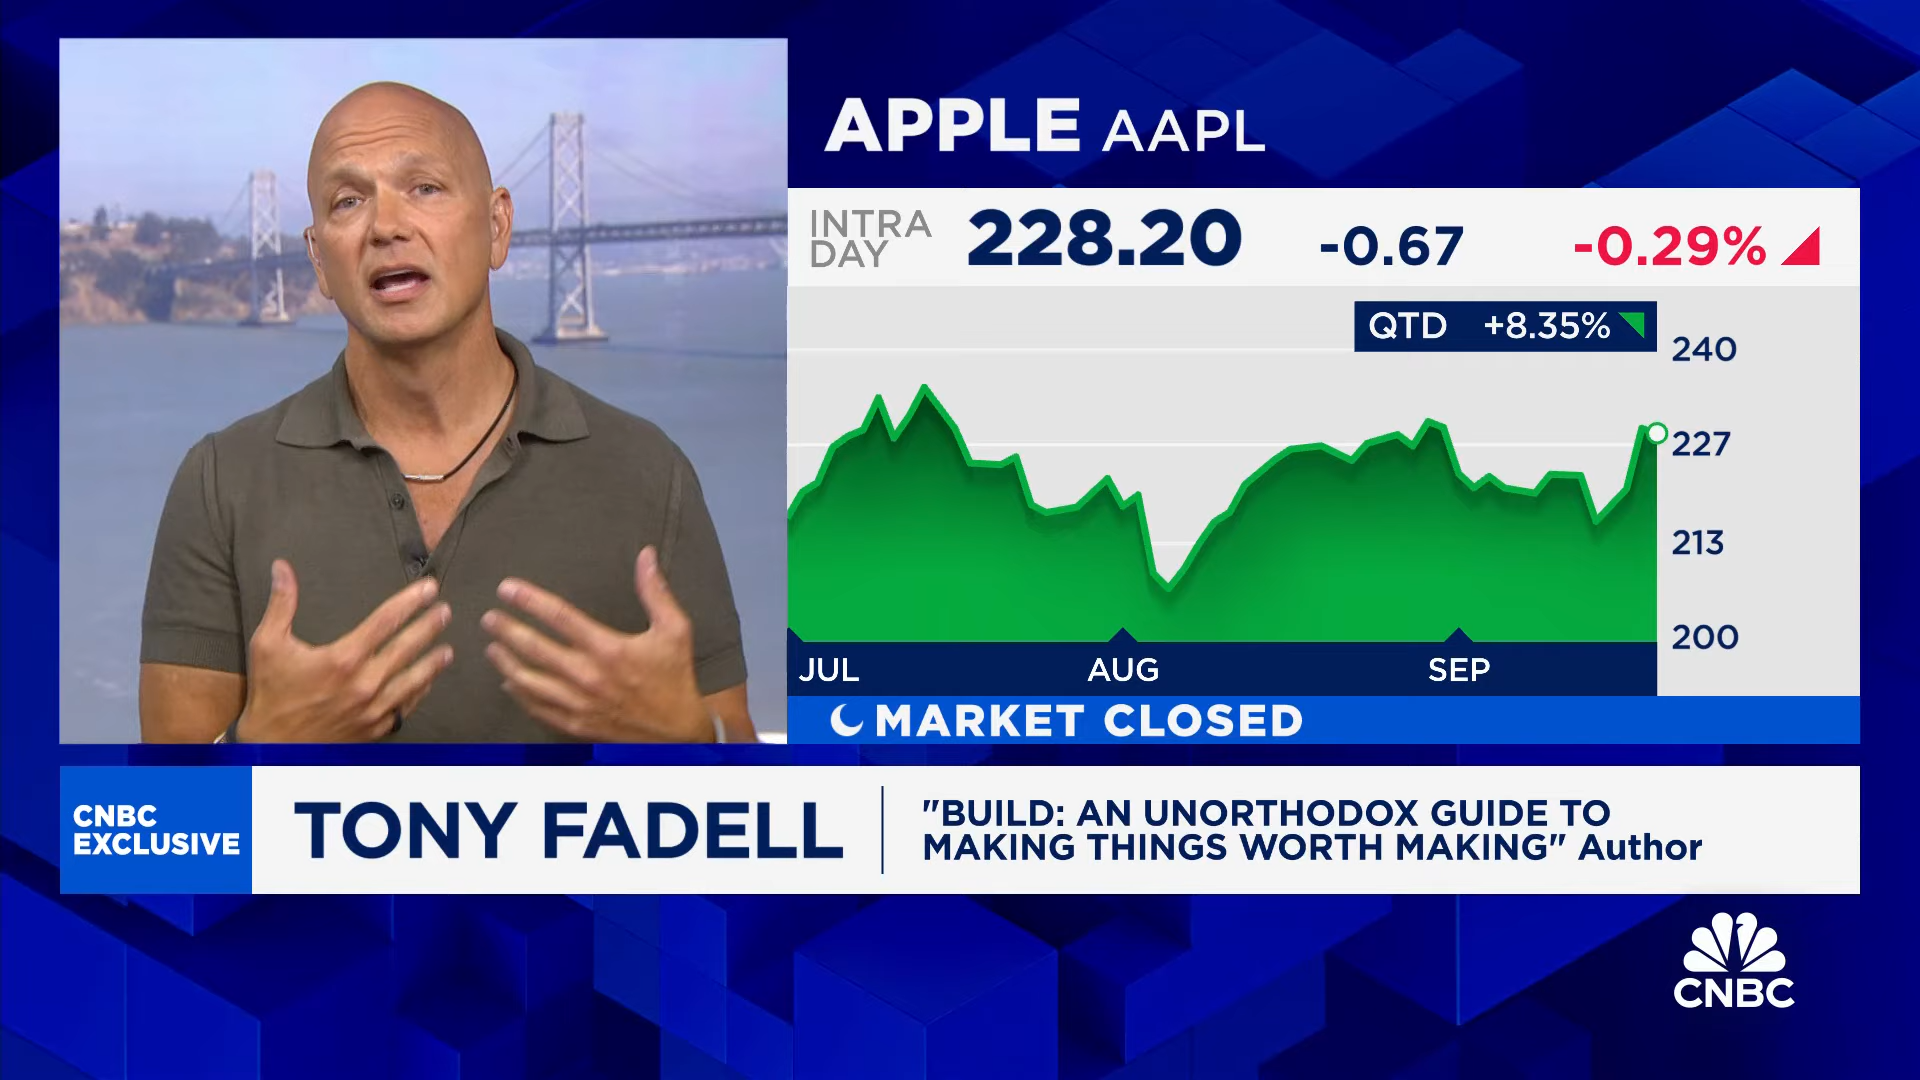 APPLE AAPL
INTRA
DAY
228.20 -0.67 -0.29%
QTD +8.35%
240
227
213
200
JUL AUG SEP
MARKET CLOSED
CNBC
EXCLUSIVE
TONY FADELL
"BUILD: AN UNORTHODOX GUIDE TO
MAKING THINGS WORTH MAKING" Author
CNBC